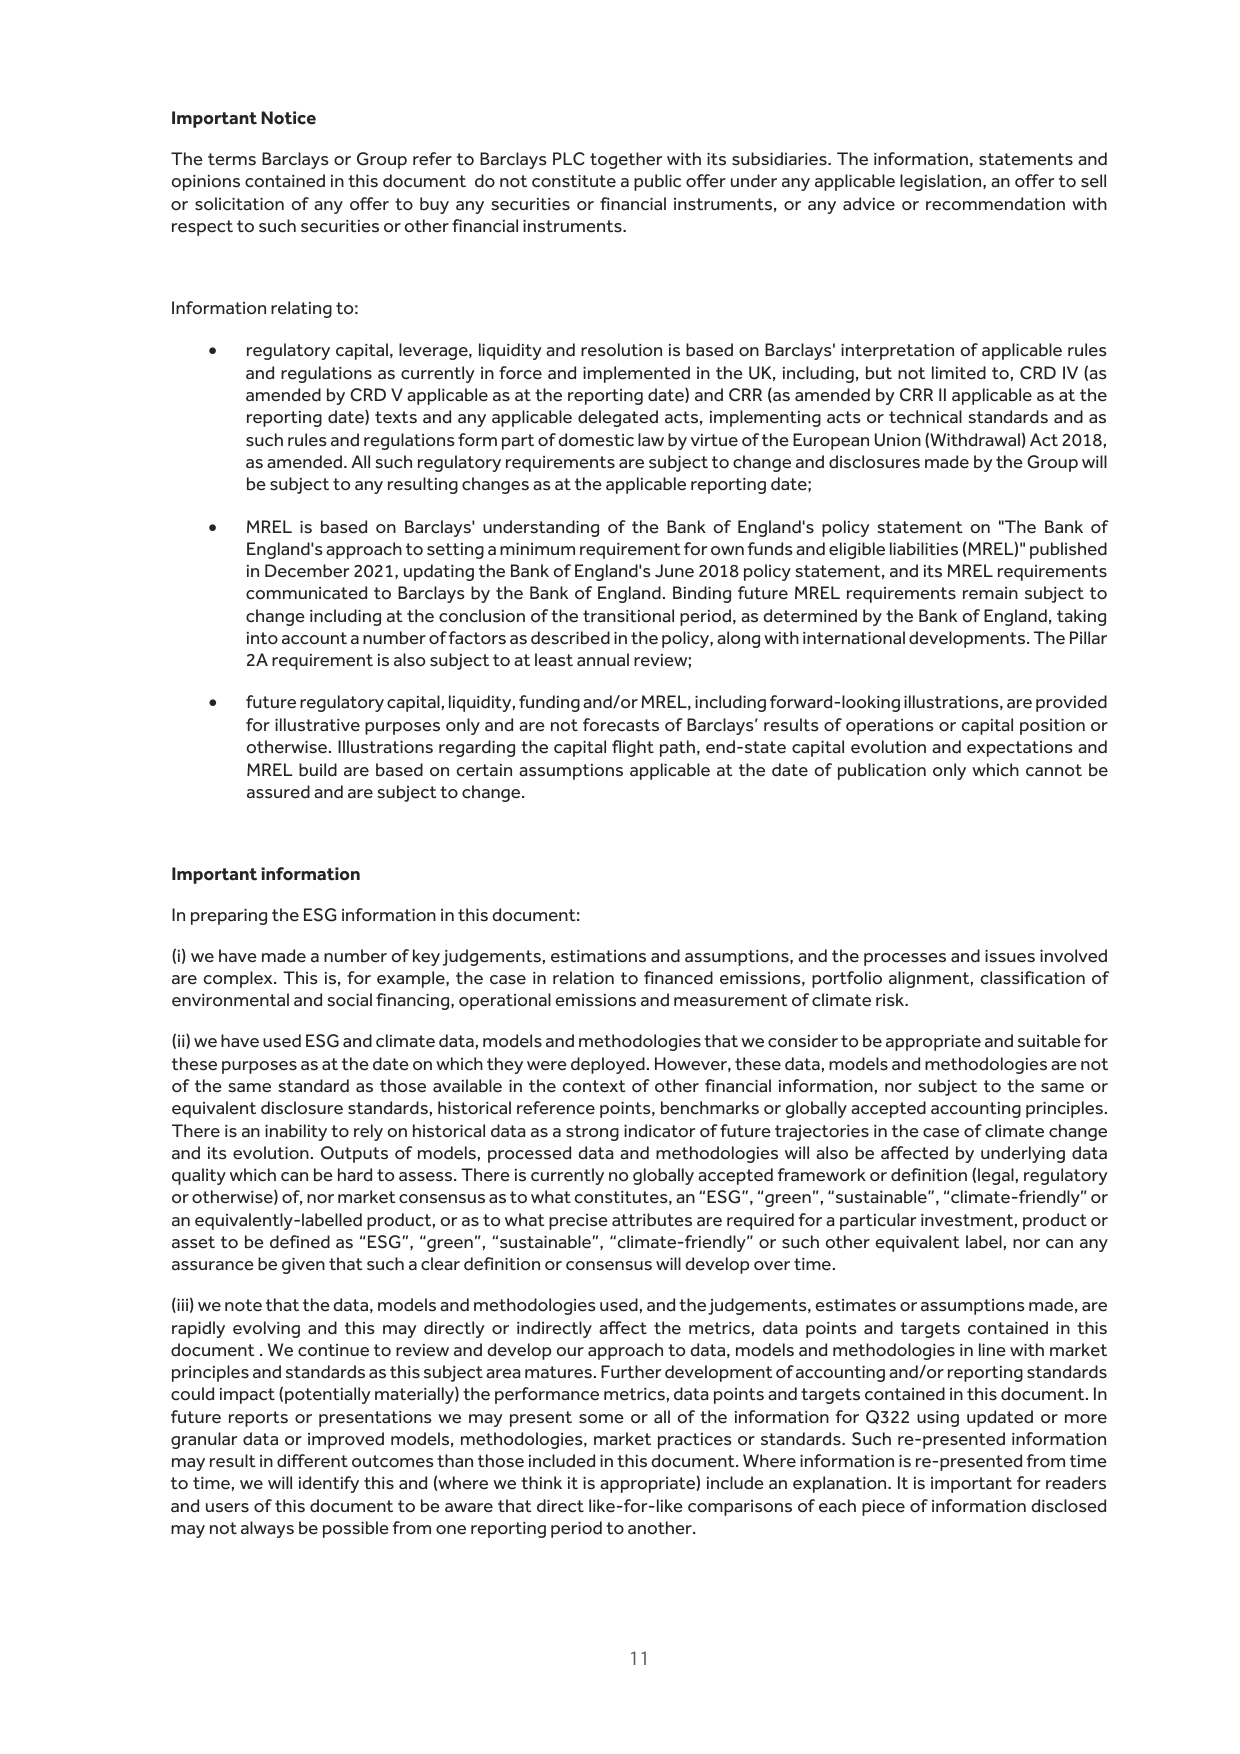 Important Notice
The terms Barclays or Group refer to Barclays PLC together with its subsidiaries. The information, statements and
opinions contained in this document  do not constitute a public offer under any applicable legislation, an offer to sell
or solicitation of any offer to buy any securities or financial instruments, or any advice or recommendation with
respect to such securities or other financial instruments.
Information relating to:
• regulatory capital, leverage, liquidity and resolution is based on Barclays' interpretation of applicable rules
and regulations as currently in force and implemented in the UK, including, but not limited to, CRD IV (as
amended by CRD V applicable as at the reporting date) and CRR (as amended by CRR II applicable as at the
reporting date) texts and any applicable delegated acts, implementing acts or technical standards and as
such rules and regulations form part of domestic law by virtue of the European Union (Withdrawal) Act 2018,
as amended. All such regulatory requirements are subject to change and disclosures made by the Group will
be subject to any resulting changes as at the applicable reporting date;
• MREL is based on Barclays' understanding of the Bank of England's policy statement on "The Bank of
England's approach to setting a minimum requirement for own funds and eligible liabilities (MREL)" published
in December 2021, updating the Bank of England's June 2018 policy statement, and its MREL requirements
communicated to Barclays by the Bank of England. Binding future MREL requirements remain subject to
change including at the conclusion of the transitional period, as determined by the Bank of England, taking
into account a number of factors as described in the policy, along with international developments. The Pillar
2A requirement is also subject to at least annual review;
• future regulatory capital, liquidity, funding and/or MREL, including forward-looking illustrations, are provided
for illustrative purposes only and are not forecasts of Barclays’ results of operations or capital position or
otherwise. Illustrations regarding the capital flight path, end-state capital evolution and expectations and
MREL build are based on certain assumptions applicable at the date of publication only which cannot be
assured and are subject to change.
Important information
In preparing the ESG information in this document:
(i) we have made a number of key judgements, estimations and assumptions, and the processes and issues involved
are complex. This is, for example, the case in relation to financed emissions, portfolio alignment, classification of
environmental and social financing, operational emissions and measurement of climate risk.
(ii) we have used ESG and climate data, models and methodologies that we consider to be appropriate and suitable for
these purposes as at the date on which they were deployed. However, these data, models and methodologies are not
of the same standard as those available in the context of other financial information, nor subject to the same or
equivalent disclosure standards, historical reference points, benchmarks or globally accepted accounting principles.
There is an inability to rely on historical data as a strong indicator of future trajectories in the case of climate change
and its evolution. Outputs of models, processed data and methodologies will also be affected by underlying data
quality which can be hard to assess. There is currently no globally accepted framework or definition (legal, regulatory
or otherwise) of, nor market consensus as to what constitutes, an “ESG”, “green”, “sustainable”, “climate-friendly” or
an equivalently-labelled product, or as to what precise attributes are required for a particular investment, product or
asset to be defined as “ESG”, “green”, “sustainable”, “climate-friendly” or such other equivalent label, nor can any
assurance be given that such a clear definition or consensus will develop over time.
(iii) we note that the data, models and methodologies used, and the judgements, estimates or assumptions made, are
rapidly evolving and this may directly or indirectly affect the metrics, data points and targets contained in this
document . We continue to review and develop our approach to data, models and methodologies in line with market
principles and standards as this subject area matures. Further development of accounting and/or reporting standards
could impact (potentially materially) the performance metrics, data points and targets contained in this document. In
future reports or presentations we may present some or all of the information for Q322 using updated or more
granular data or improved models, methodologies, market practices or standards. Such re-presented information
may result in different outcomes than those included in this document. Where information is re-presented from time
to time, we will identify this and (where we think it is appropriate) include an explanation. It is important for readers
and users of this document to be aware that direct like-for-like comparisons of each piece of information disclosed
may not always be possible from one reporting period to another.
11